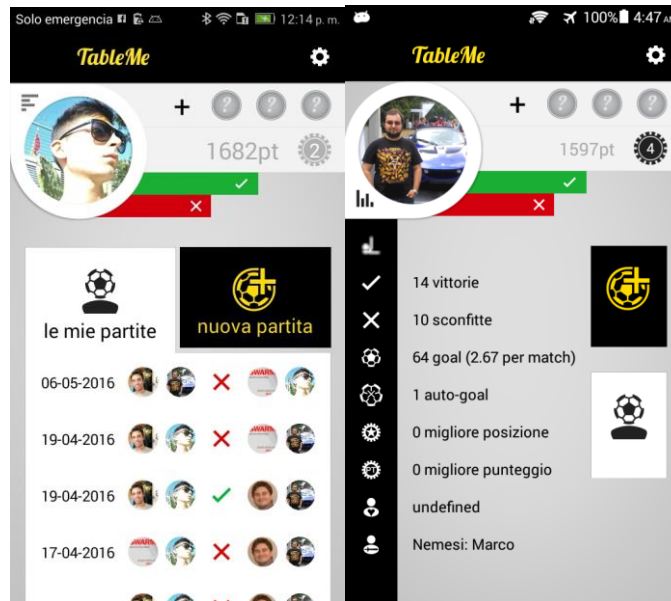 Solo emergencia 12:14 p. m.
TableMe
1682pt 2
le mie partite
nuova partita
06-05-2016
19-04-2016
19-04-2016
17-04-2016
100% 4:47
TableMe
1597pt 4
14 vittorie
10 sconfitte
64 goal (2.67 per match)
1 auto-goal
0 migliore posizione
PT 0 migliore punteggio
undefined
Nemesi: Marco